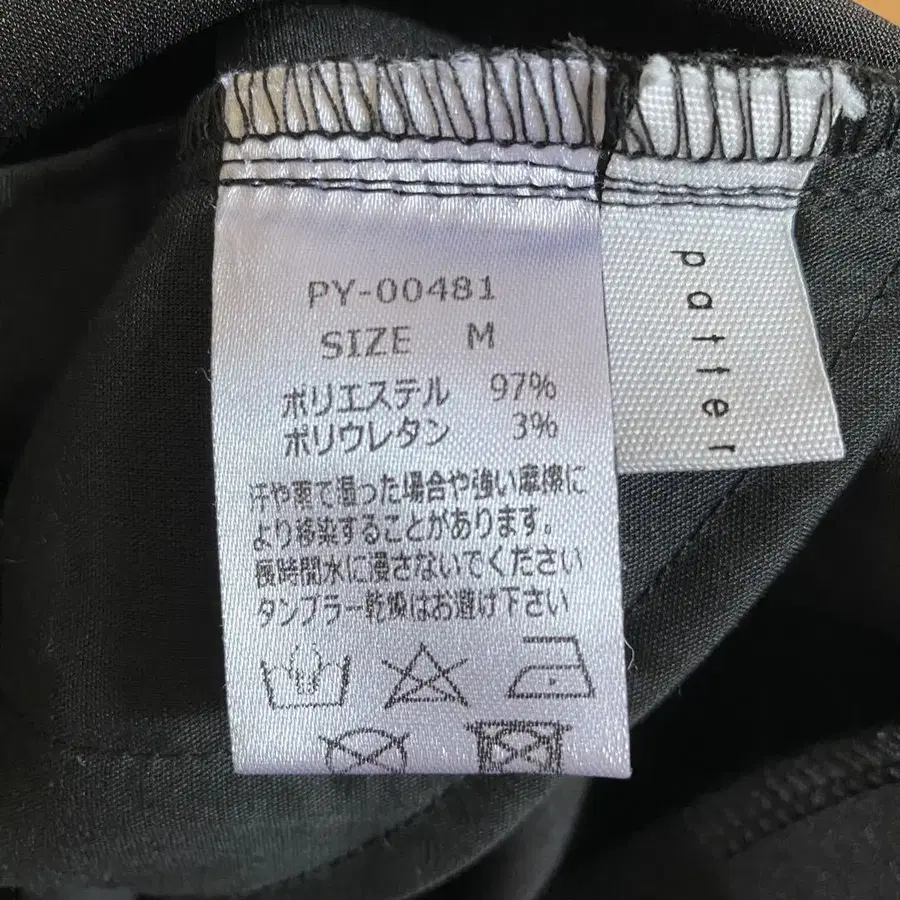 PY-00481
SIZE M
ポリエステル 97%
ポリウレタン 3%
汗や雨で湿った場合や強い摩擦に
より移染することがあります。
長時間水に浸さないでください
タンブラー乾燥はお避け下さい
patter